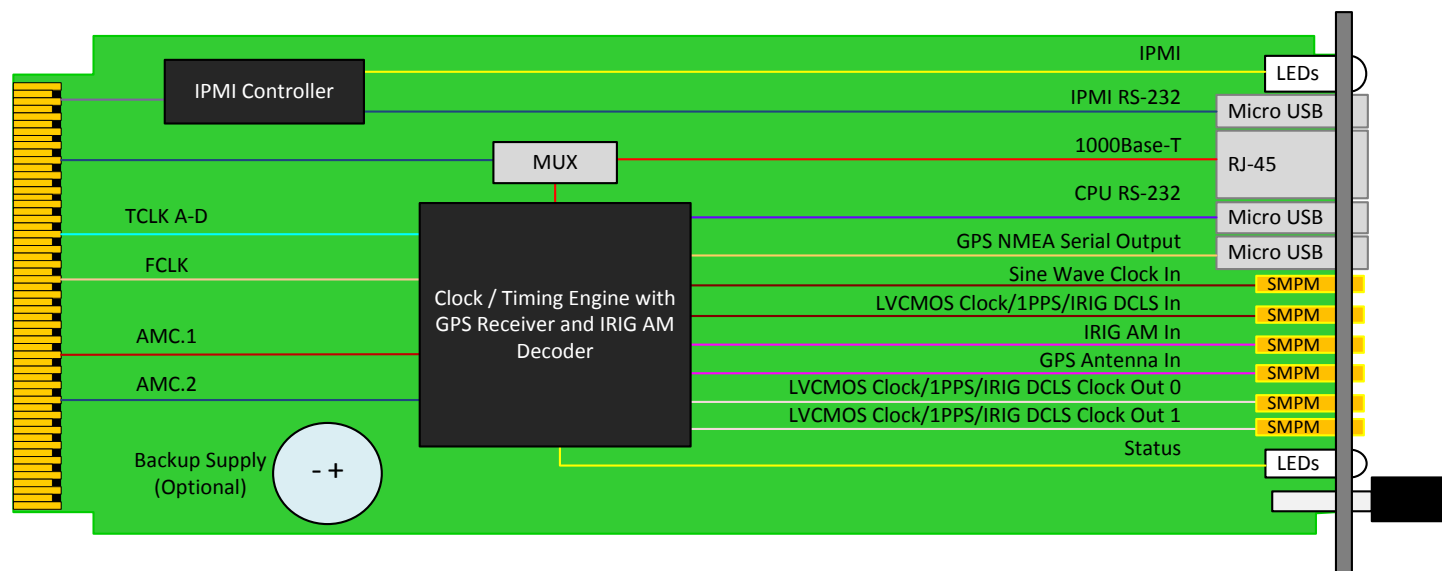 IPMI
LEDs
IPMI Controller
IPMI RS-232
Micro USB
1000Base-T
MUX
RJ-45
CPU RS-232
TCLK A-D
Micro USB
GPS NMEA Serial Output
Micro USB
FCLK
Sine Wave Clock In
SMPM
Clock / Timing Engine with
GPS Receiver and IRIG AM
Decoder
LVCMOS Clock/1PPS/IRIG DCLS In
SMPM
AMC.1
IRIG AM In
SMPM
GPS Antenna In
SMPM
AMC.2
LVCMOS Clock/1PPS/IRIG DCLS Clock Out 0
SMPM
LVCMOS Clock/1PPS/IRIG DCLS Clock Out 1
SMPM
Status
LEDs
Backup Supply
(Optional)
- +